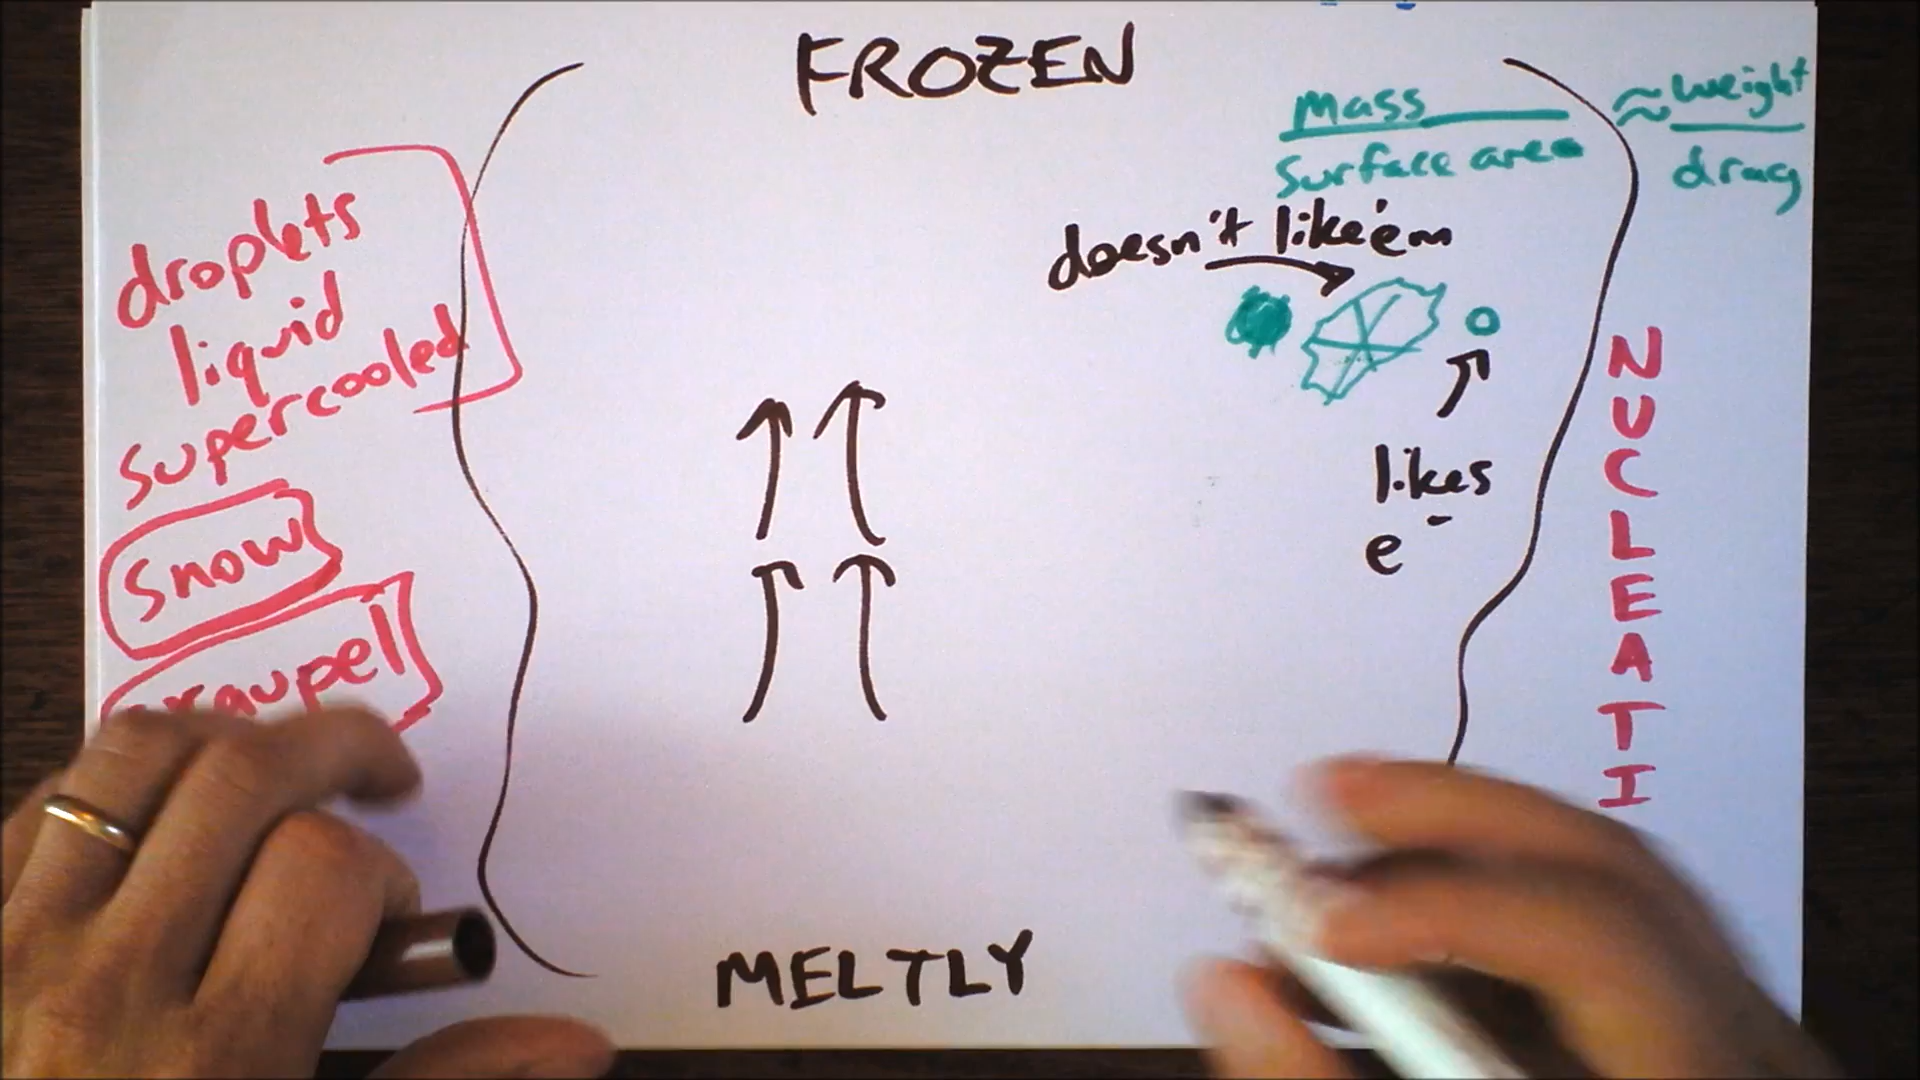 FROZEN
mass
surface area
≈ weight
drag
doesn't like'em
likes
e-
droplets
liquid
supercooled
Snow
NUCLEATI
MELTLY